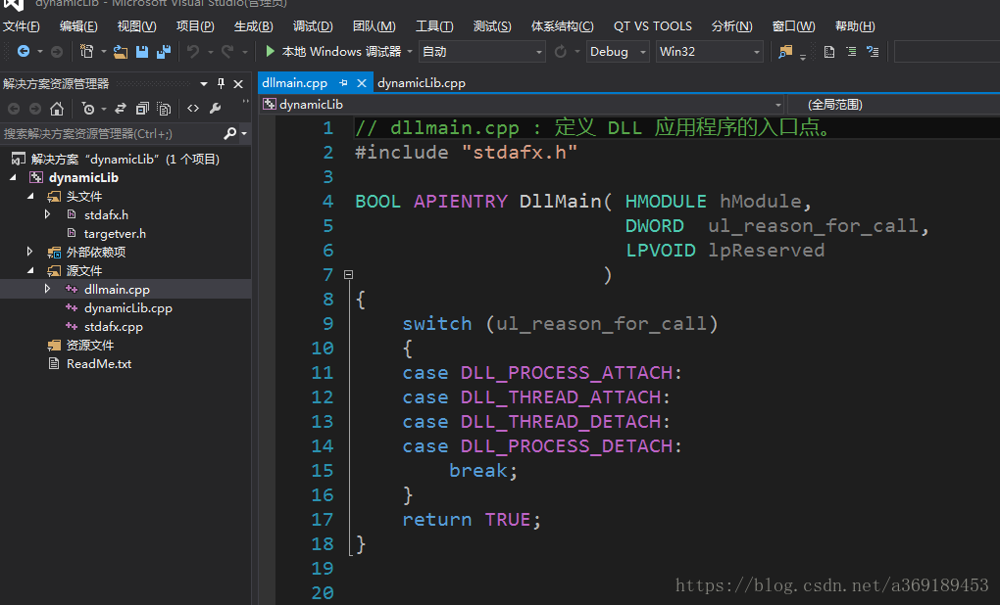 dynamicLib - Microsoft Visual Studio(管理员)
文件(F) 编辑(E) 视图(V) 项目(P) 生成(B) 调试(D) 团队(M) 工具(T) 测试(S) 体系结构(C) QT VS TOOLS 分析(N) 窗口(W) 帮助(H)
本地 Windows 调试器 自动 Debug Win32
解决方案资源管理器
搜索解决方案资源管理器(Ctrl+;)
解决方案 “dynamicLib” (1 个项目)
dynamicLib
头文件
stdafx.h
targetver.h
外部依赖项
源文件
dllmain.cpp
dynamicLib.cpp
stdafx.cpp
资源文件
ReadMe.txt
dllmain.cpp dynamicLib.cpp
dynamicLib (全局范围)
1 // dllmain.cpp : 定义 DLL 应用程序的入口点。
2 #include "stdafx.h"
3
4 BOOL APIENTRY DllMain( HMODULE hModule,
5 DWORD ul_reason_for_call,
6 LPVOID lpReserved
7 )
8 {
9 switch (ul_reason_for_call)
10 {
11 case DLL_PROCESS_ATTACH:
12 case DLL_THREAD_ATTACH:
13 case DLL_THREAD_DETACH:
14 case DLL_PROCESS_DETACH:
15 break;
16 }
17 return TRUE;
18 }
19
20
https://blog.csdn.net/a369189453